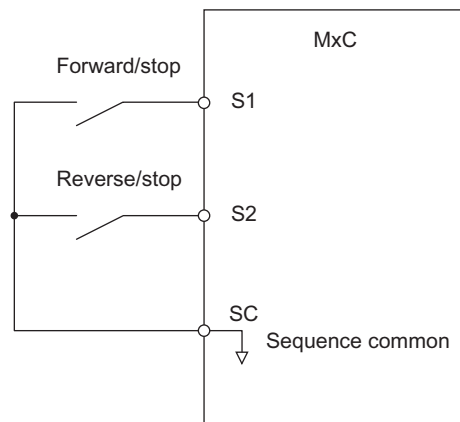 MxC
Forward/stop
S1
Reverse/stop
S2
SC
Sequence common